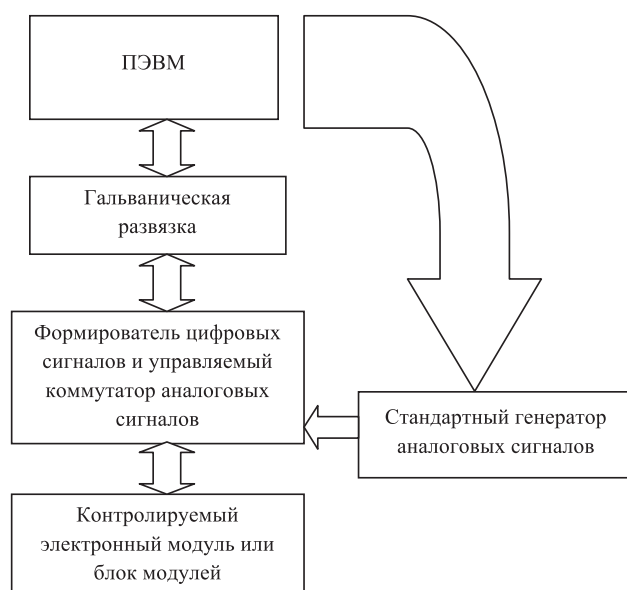 ПЭВМ
Гальваническая
развязка
Формирователь цифровых
сигналов и управляемый
коммутатор аналоговых
сигналов
Стандартный генератор
аналоговых сигналов
Контролируемый
электронный модуль или
блок модулей